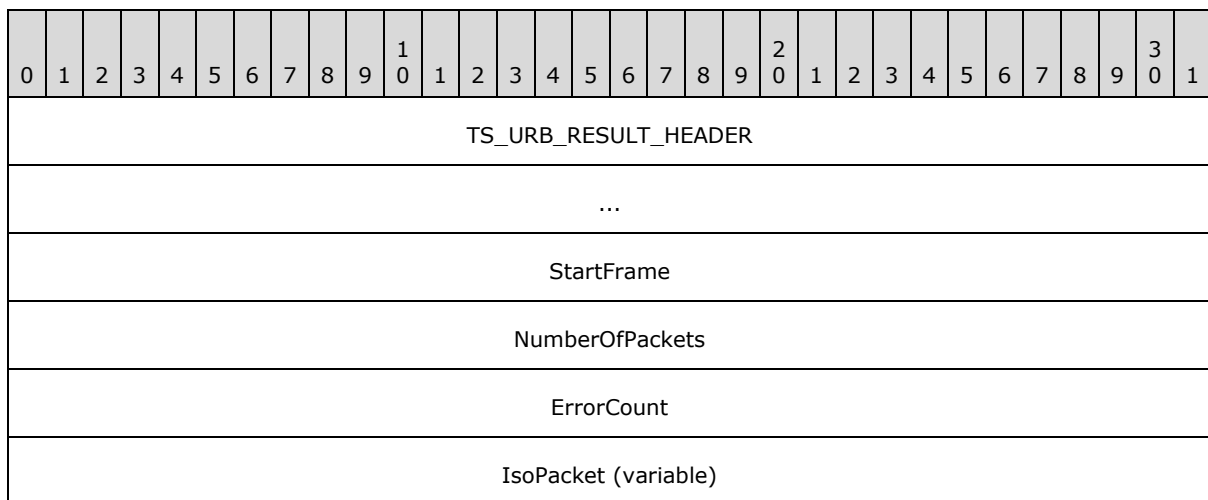 1 2 3
0 1 2 3 4 5 6 7 8 9 0 1 2 3 4 5 6 7 8 9 0 1 2 3 4 5 6 7 8 9 0 1
TS_URB_RESULT_HEADER
...
StartFrame
NumberOfPackets
ErrorCount
IsoPacket (variable)